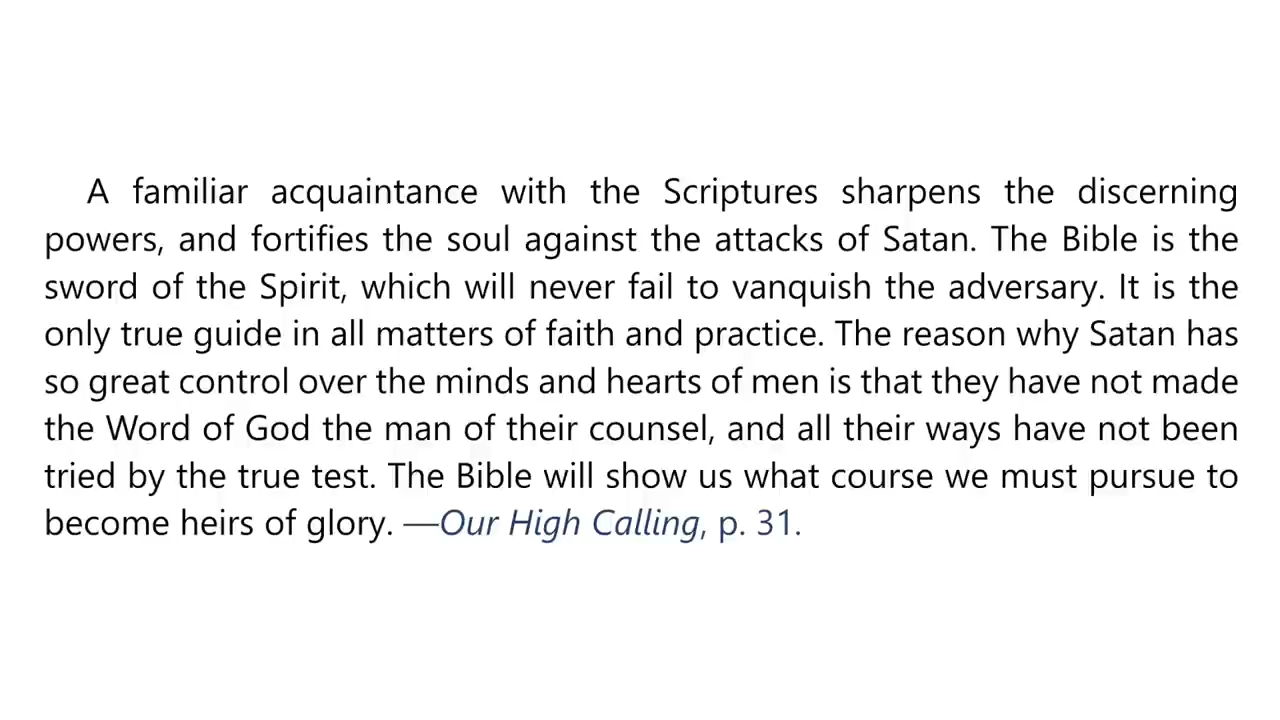 A familiar acquaintance with the Scriptures sharpens the discerning
powers, and fortifies the soul against the attacks of Satan. The Bible is the
sword of the Spirit, which will never fail to vanquish the adversary. It is the
only true guide in all matters of faith and practice. The reason why Satan has
so great control over the minds and hearts of men is that they have not made
the Word of God the man of their counsel, and all their ways have not been
tried by the true test. The Bible will show us what course we must pursue to
become heirs of glory. —Our High Calling, p. 31.